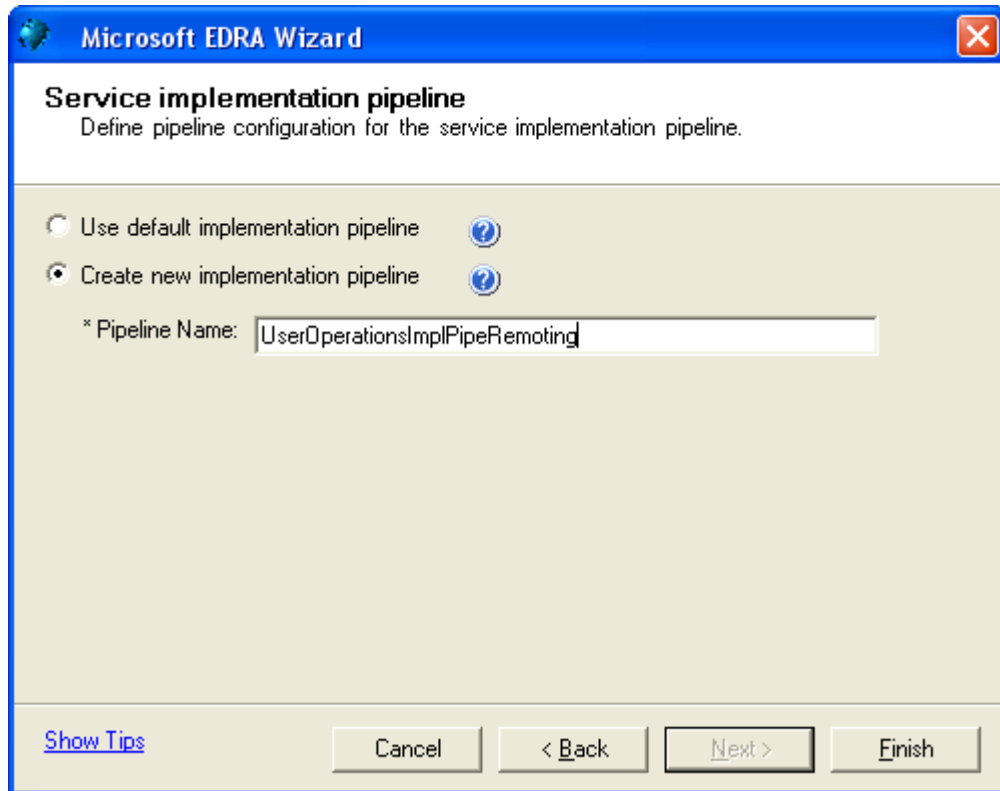 Microsoft EDRA Wizard
Service implementation pipeline
Define pipeline configuration for the service implementation pipeline.
Use default implementation pipeline ?
Create new implementation pipeline ?
* Pipeline Name: UserOperationsImplPipeRemoting
Show Tips Cancel < Back Next > Finish